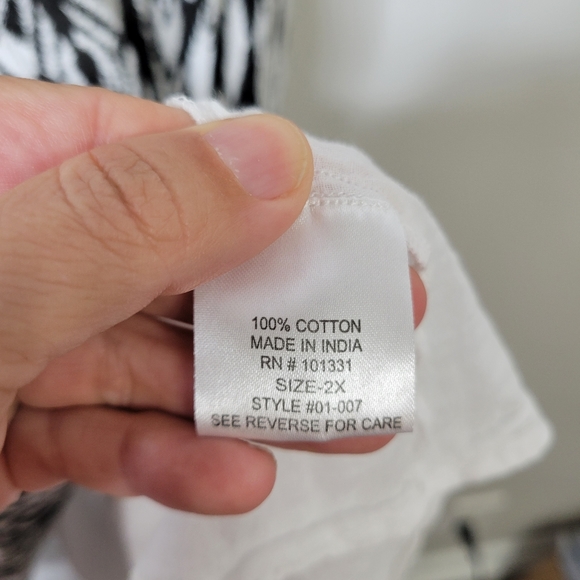 100% COTTON
MADE IN INDIA
RN # 101331
SIZE-2X
STYLE #01-007
SEE REVERSE FOR CARE